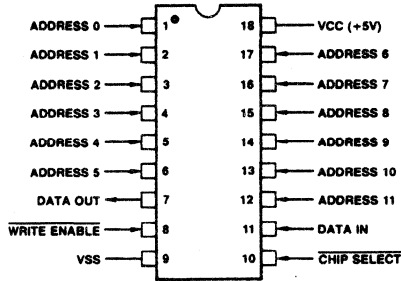 ADDRESS 0 1 18 VCC (+5V)
ADDRESS 1 2 17 ADDRESS 6
ADDRESS 2 3 16 ADDRESS 7
ADDRESS 3 4 15 ADDRESS 8
ADDRESS 4 5 14 ADDRESS 9
ADDRESS 5 6 13 ADDRESS 10
DATA OUT 7 12 ADDRESS 11
WRITE ENABLE 8 11 DATA IN
VSS 9 10 CHIP SELECT